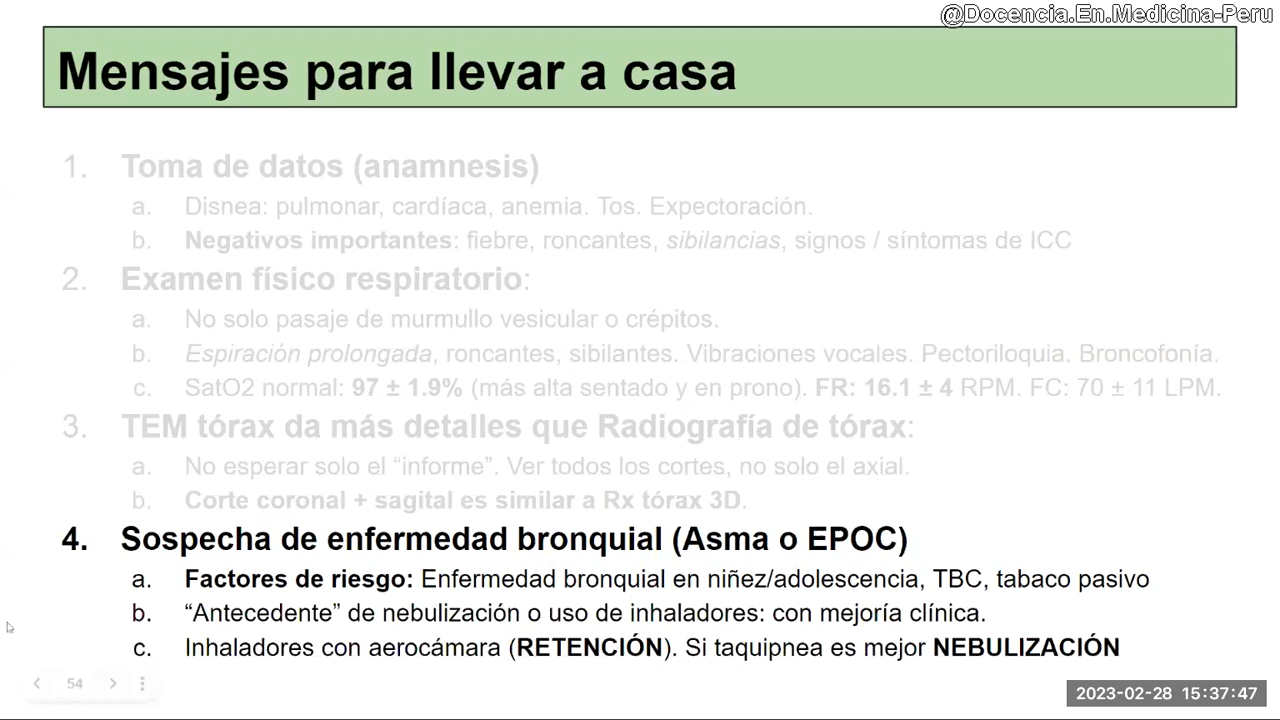 @Docencia.En.Medicina-Peru
Mensajes para llevar a casa
1. Toma de datos (anamnesis)
a. Disnea: pulmonar, cardíaca, anemia. Tos. Expectoración.
b. Negativos importantes: fiebre, roncantes, sibilancias, signos / síntomas de ICC
2. Examen físico respiratorio:
a. No solo pasaje de murmullo vesicular o crépitos.
b. Espiración prolongada, roncantes, sibilantes. Vibraciones vocales. Pectoriloquia. Broncofonía.
c. SatO2 normal: 97 ± 1.9% (más alta sentado y en prono). FR: 16.1 ± 4 RPM. FC: 70 ± 11 LPM.
3. TEM tórax da más detalles que Radiografía de tórax:
a. No esperar solo el “informe”. Ver todos los cortes, no solo el axial.
b. Corte coronal + sagital es similar a Rx tórax 3D.
4. Sospecha de enfermedad bronquial (Asma o EPOC)
a. Factores de riesgo: Enfermedad bronquial en niñez/adolescencia, TBC, tabaco pasivo
b. “Antecedente” de nebulización o uso de inhaladores: con mejoría clínica.
c. Inhaladores con aerocámara (RETENCIÓN). Si taquipnea es mejor NEBULIZACIÓN
54
2023-02-28 15:37:47